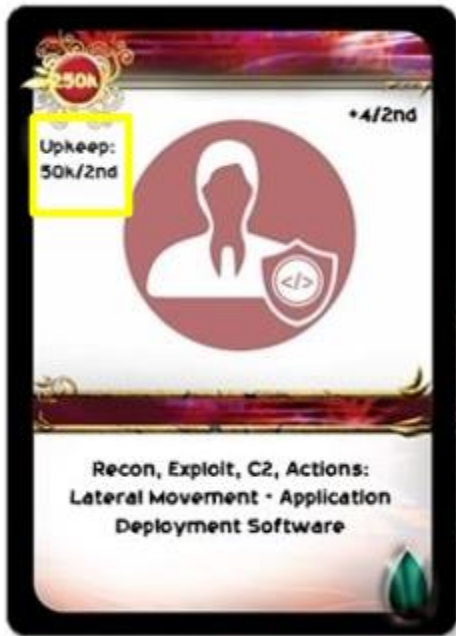 250k
+4/2nd
Upkeep:
50k/2nd
</>
Recon, Exploit, C2, Actions:
Lateral Movement - Application
Deployment Software